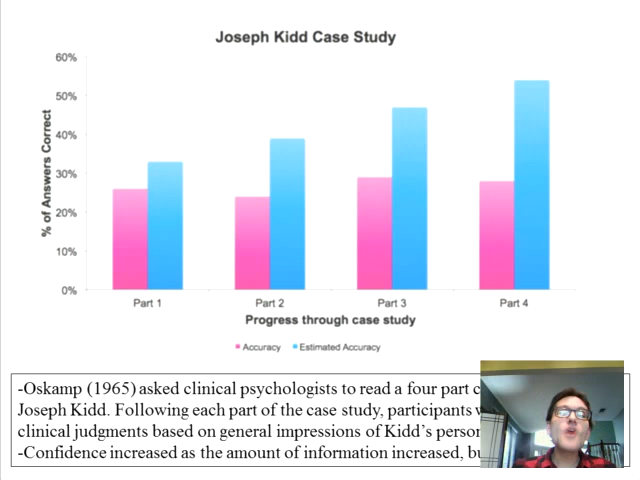 Joseph Kidd Case Study
60%
50%
40%
30%
20%
10%
0%
% of Answers Correct
Part 1 Part 2 Part 3 Part 4
Progress through case study
Accuracy Estimated Accuracy
-Oskamp (1965) asked clinical psychologists to read a four part
Joseph Kidd. Following each part of the case study, participants
clinical judgments based on general impressions of Kidd's
-Confidence increased as the amount of information increased,